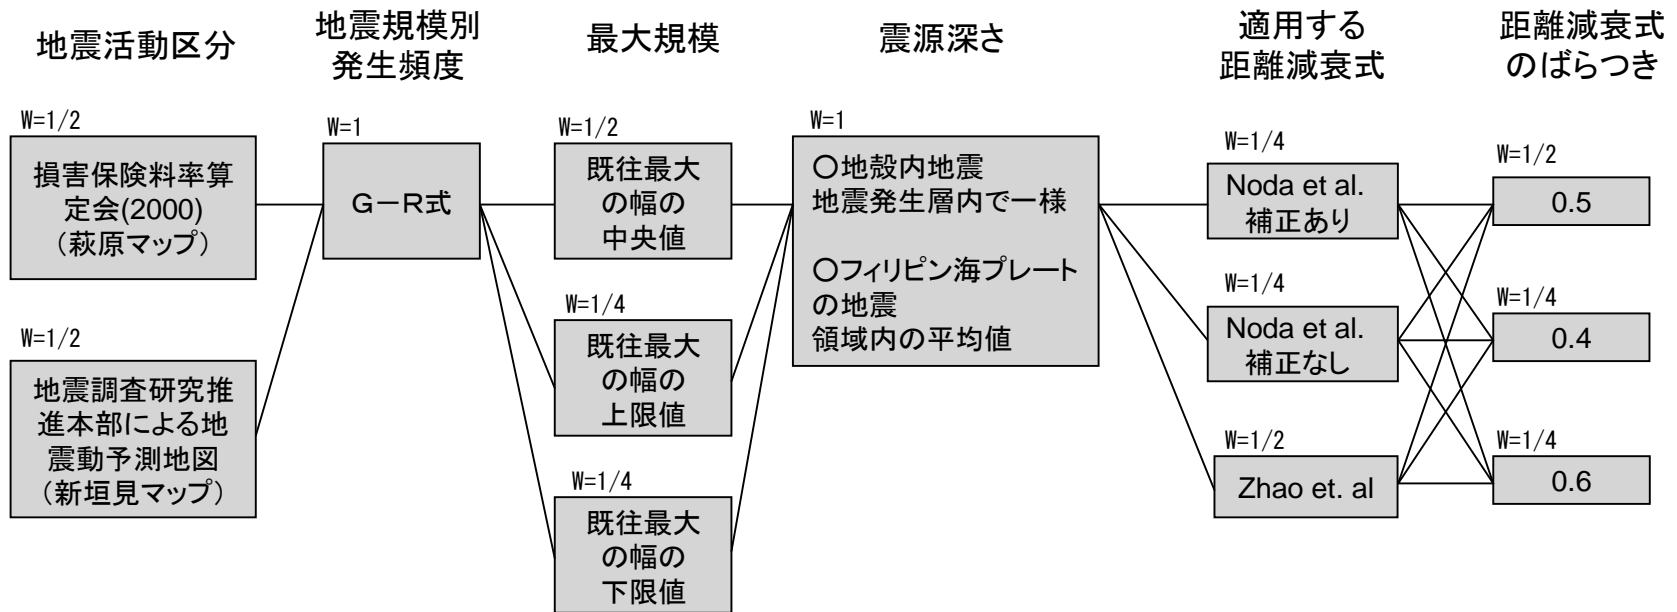 地震活動区分
地震規模別
発生頻度
最大規模
震源深さ
適用する
距離減衰式
距離減衰式
のばらつき
W=1/2
損害保険料率算
定会(2000)
（萩原マップ）
W=1/2
地震調査研究推
進本部による地
震動予測地図
（新垣見マップ）
W=1
G－R式
W=1/2
既往最大
の幅の
中央値
W=1/4
既往最大
の幅の
上限値
W=1/4
既往最大
の幅の
下限値
W=1
○地殻内地震
地震発生層内で一様
○フィリピン海プレート
の地震
領域内の平均値
W=1/4
Noda et al.
補正あり
W=1/4
Noda et al.
補正なし
W=1/2
Zhao et. al
W=1/2
0.5
W=1/4
0.4
W=1/4
0.6